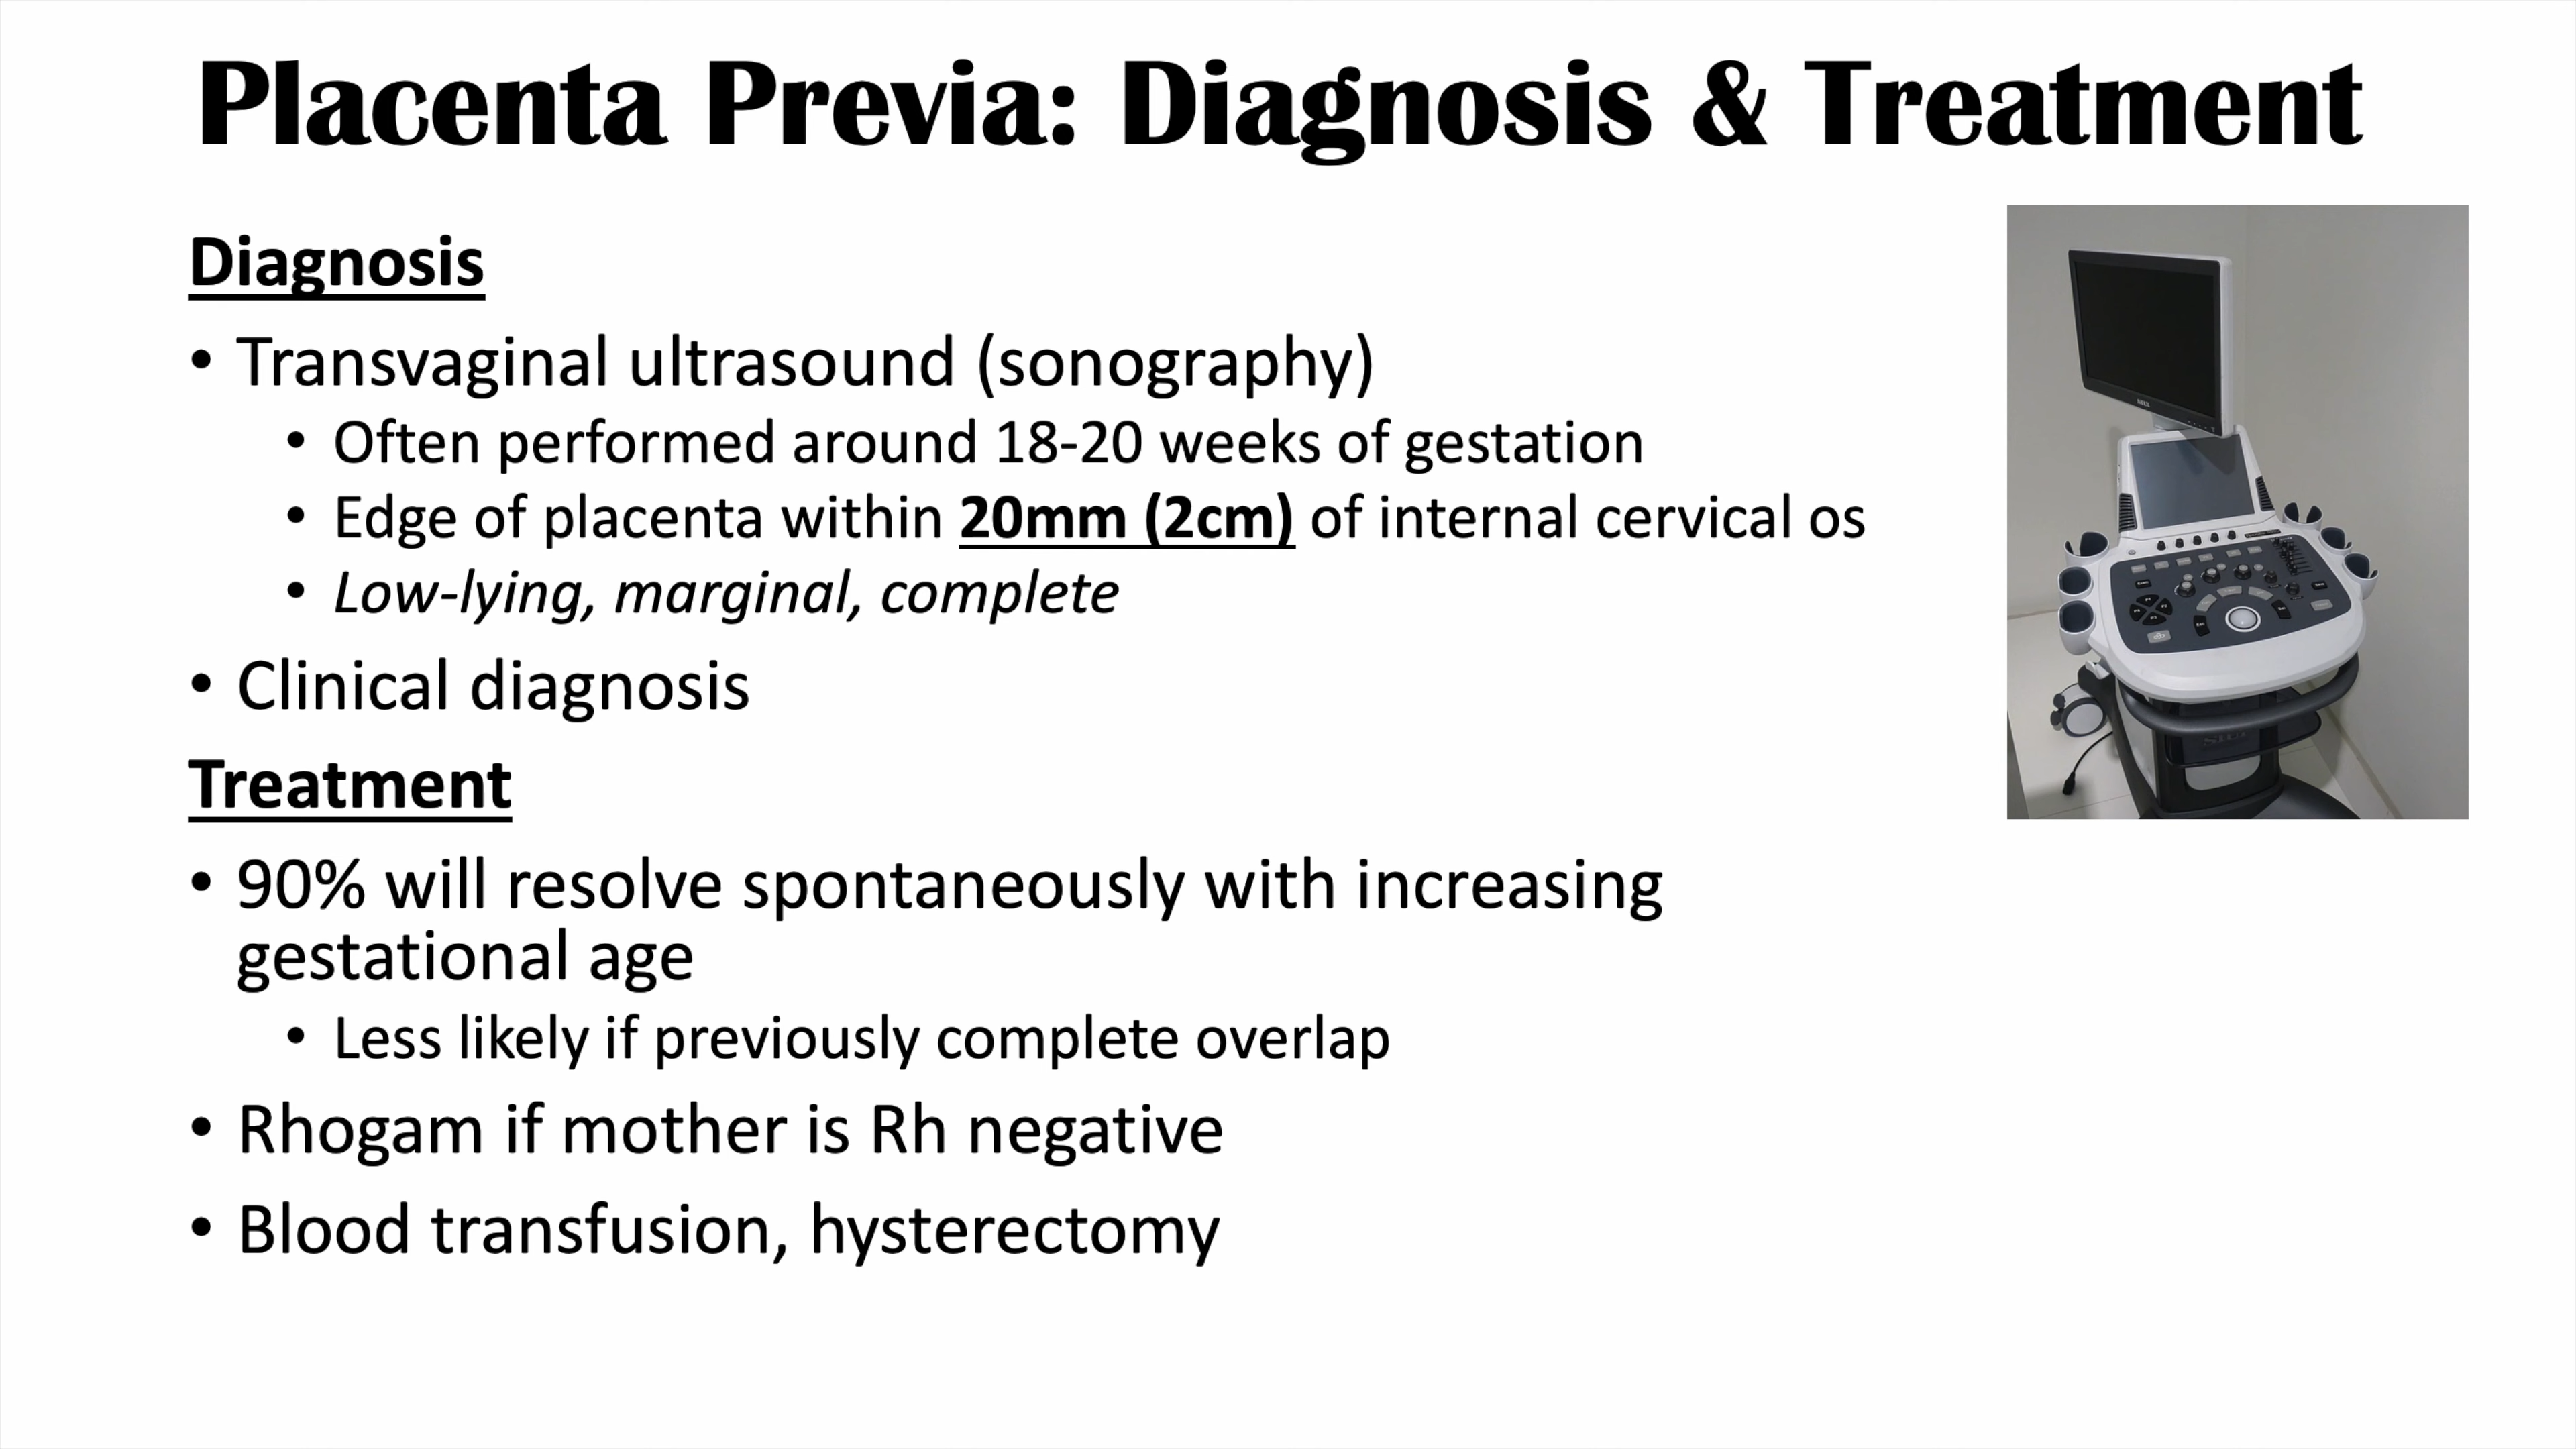 Placenta Previa: Diagnosis & Treatment
Diagnosis
• Transvaginal ultrasound (sonography)
• Often performed around 18-20 weeks of gestation
• Edge of placenta within 20mm (2cm) of internal cervical os
• Low-lying, marginal, complete
• Clinical diagnosis
Treatment
• 90% will resolve spontaneously with increasing
gestational age
• Less likely if previously complete overlap
• Rhogam if mother is Rh negative
• Blood transfusion, hysterectomy